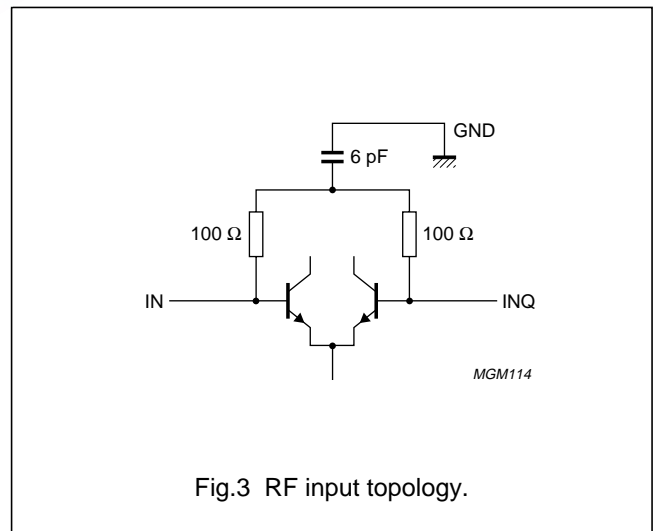 GND
6 pF
100 Ω
100 Ω
IN
INQ
MGM114
Fig.3 RF input topology.